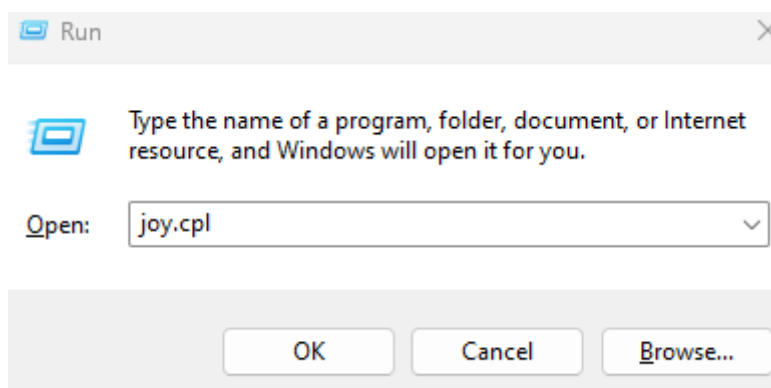 Run
Type the name of a program, folder, document, or Internet
resource, and Windows will open it for you.
Open:
joy.cpl
OK
Cancel
Browse...